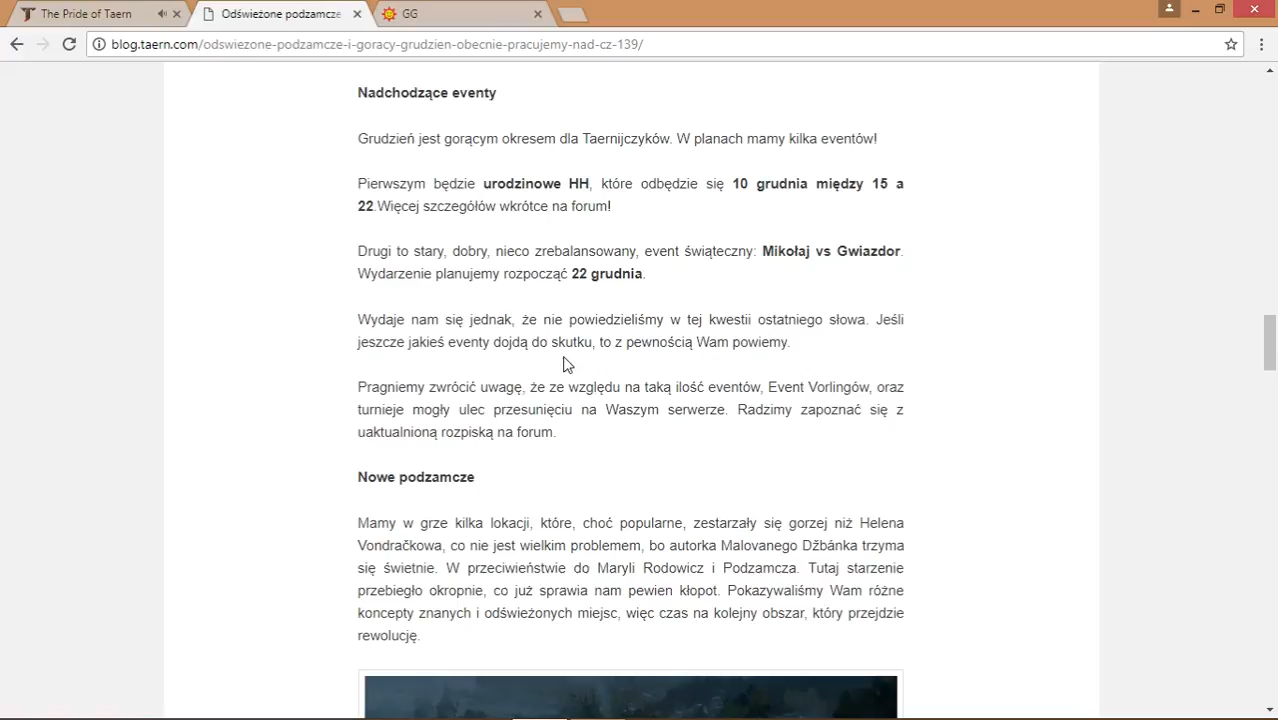 The Pride of Taern
Odświeżone podzamcze
GG
blog.taern.com/odswiezone-podzamcze-i-goracy-grudzien-obecnie-pracujemy-nad-cz-139/
Nadchodzące eventy
Grudzień jest gorącym okresem dla Taernijczyków. W planach mamy kilka eventów!
Pierwszym będzie urodzinowe HH, które odbędzie się 10 grudnia między 15 a
22.Więcej szczegółów wkrótce na forum!
Drugi to stary, dobry, nieco zrebalansowany, event świąteczny: Mikołaj vs Gwiazdor.
Wydarzenie planujemy rozpocząć 22 grudnia.
Wydaje nam się jednak, że nie powiedzieliśmy w tej kwestii ostatniego słowa. Jeśli
jeszcze jakieś eventy dojdą do skutku, to z pewnością Wam powiemy.
Pragniemy zwrócić uwagę, że ze względu na taką ilość eventów, Event Vorlingów, oraz
turnieje mogły ulec przesunięciu na Waszym serwerze. Radzimy zapoznać się z
uaktualnioną rozpiską na forum.
Nowe podzamcze
Mamy w grze kilka lokacji, które, choć popularne, zestarzały się gorzej niż Helena
Vondračkowa, co nie jest wielkim problemem, bo autorka Malovanego Džbánka trzyma
się świetnie. W przeciwieństwie do Maryli Rodowicz i Podzamcza. Tutaj starzenie
przebiegło okropnie, co już sprawia nam pewien kłopot. Pokazywaliśmy Wam różne
koncepty znanych i odświeżonych miejsc, więc czas na kolejny obszar, który przejdzie
rewolucję.